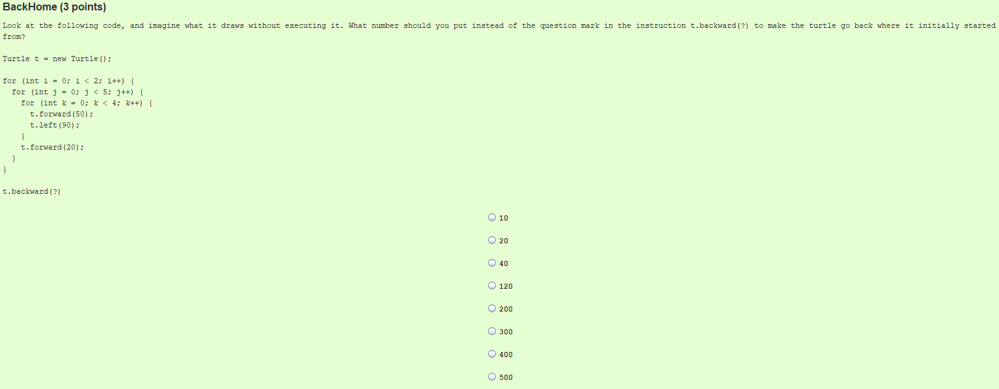 BackHome (3 points)
Look at the following code, and imagine what it draws without executing it. What number should you put instead of the question mark in the instruction t.backward(?) to make the turtle go back where it initially started
from?
Turtle t = new Turtle();
for (int i = 0; i < 2; i++) {
  for (int j = 0; j < 5; j++) {
    for (int k = 0; k < 4; k++) {
      t.forward(50);
      t.left(90);
    }
    t.forward(20);
  }
}
t.backward(?)
10
20
40
120
200
300
400
500